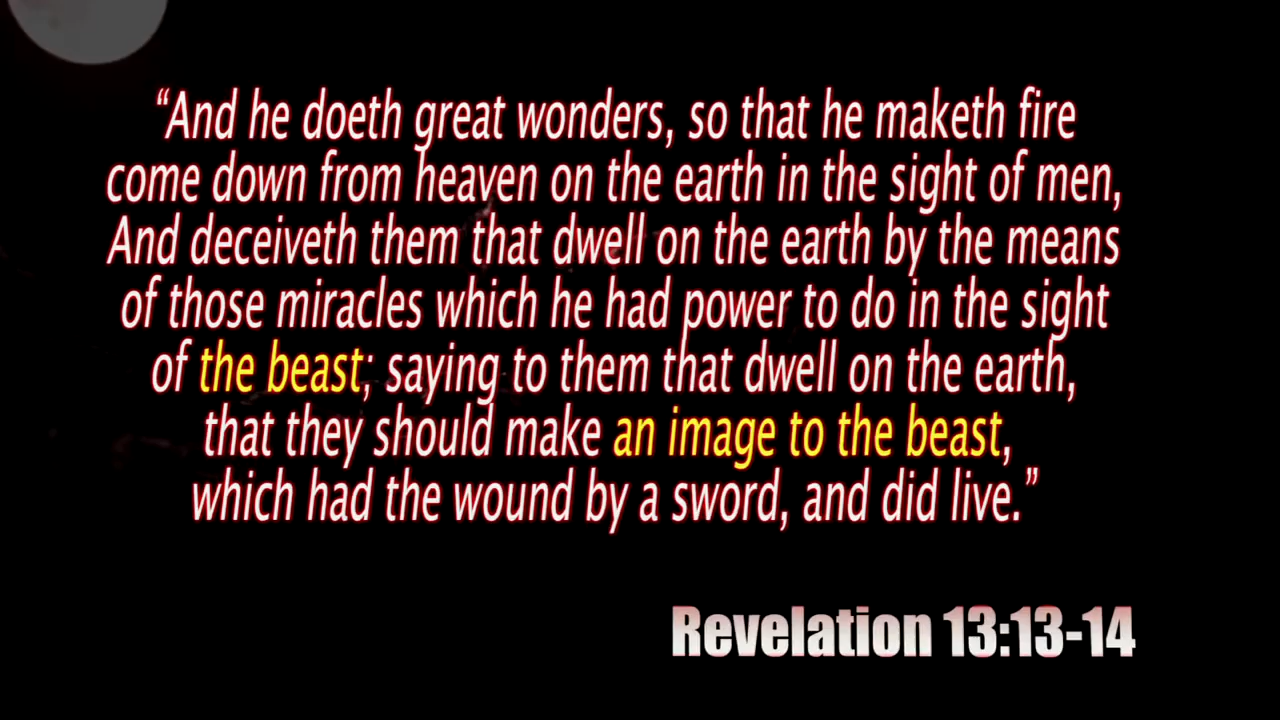 “And he doeth great wonders, so that he maketh fire
come down from heaven on the earth in the sight of men,
And deceiveth them that dwell on the earth by the means
of those miracles which he had power to do in the sight
of the beast; saying to them that dwell on the earth,
that they should make an image to the beast,
which had the wound by a sword, and did live.”
Revelation 13:13-14